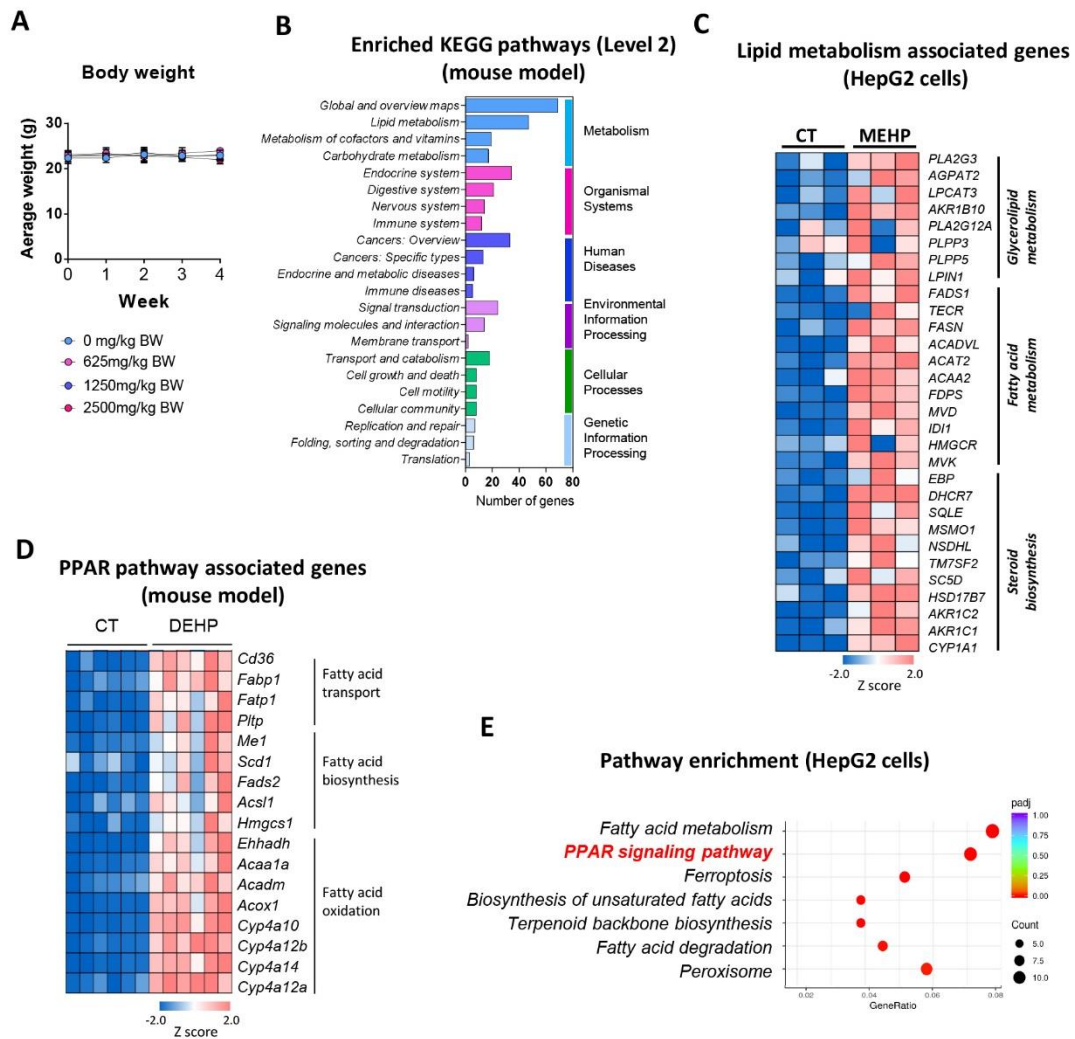 A
Body weight
Aerage weight (g)
30
20
10
0
0 1 2 3 4
Week
0 mg/kg BW
625mg/kg BW
1250mg/kg BW
2500mg/kg BW
B
Enriched KEGG pathways (Level 2)
(mouse model)
Global and overview maps
Lipid metabolism
Metabolism of cofactors and vitamins
Carbohydrate metabolism
Endocrine system
Digestive system
Nervous system
Immune system
Cancers: Overview
Cancers: Specific types
Endocrine and metabolic diseases
Immune diseases
Signal transduction
Signaling molecules and interaction
Membrane transport
Transport and catabolism
Cell growth and death
Cell motility
Cellular community
Replication and repair
Folding, sorting and degradation
Translation
Metabolism
Organismal
Systems
Human
Diseases
Environmental
Information
Processing
Cellular
Processes
Genetic
Information
Processing
0 20 40 60 80
Number of genes
C
Lipid metabolism associated genes
(HepG2 cells)
CT MEHP
PLA2G3
AGPAT2
LPCAT3
AKR1B10
PLA2G12A
PLPP3
PLPP5
LPIN1
FADS1
TECR
FASN
ACADVL
ACAT2
ACAA2
FDPS
MVD
IDI1
HMGCR
MVK
EBP
DHCR7
SQLE
MSMO1
NSDHL
TM7SF2
SC5D
HSD17B7
AKR1C2
AKR1C1
CYP1A1
Glycerolipid
metabolism
Fatty acid
metabolism
Steroid
biosynthesis
-2.0 2.0
Z score
D
PPAR pathway associated genes
(mouse model)
CT DEHP
Cd36
Fabp1
Fatp1
Pltp
Me1
Scd1
Fads2
Acsl1
Hmgcs1
Ehhadh
Acaa1a
Acadm
Acox1
Cyp4a10
Cyp4a12b
Cyp4a14
Cyp4a12a
Fatty acid
transport
Fatty acid
biosynthesis
Fatty acid
oxidation
-2.0 2.0
Z score
E
Pathway enrichment (HepG2 cells)
Fatty acid metabolism
PPAR signaling pathway
Ferroptosis
Biosynthesis of unsaturated fatty acids
Terpenoid backbone biosynthesis
Fatty acid degradation
Peroxisome
0.02 0.04 0.06 0.08
GeneRatio
padj
1.00
0.75
0.50
0.25
0.00
Count
5.0
7.5
10.0